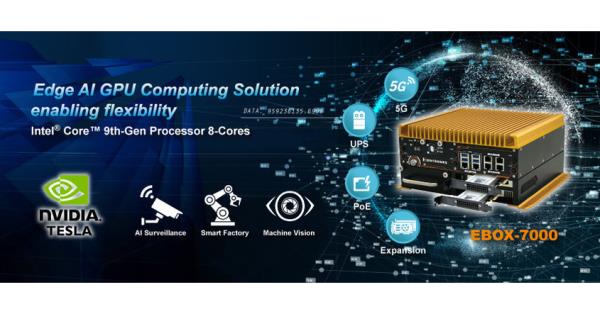 Edge AI GPU Computing Solution
enabling flexibility
Intel® Core™ 9th-Gen Processor 8-Cores
5G
5G
UPS
PoE
Expansion
NVIDIA.
TESLA
AI Surveillance
Smart Factory
Machine Vision
EBOX-7000